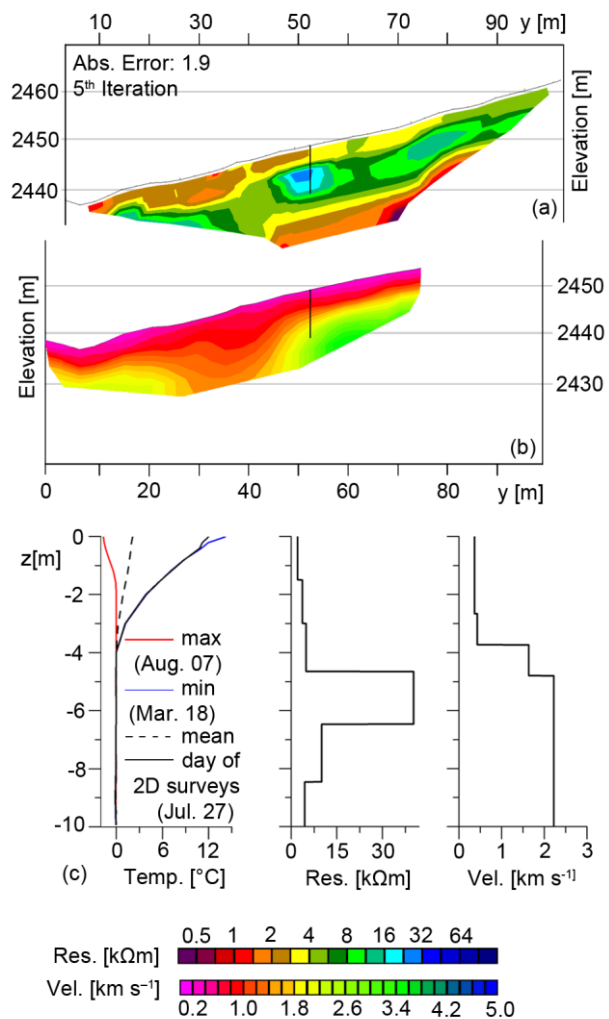 10 30 50 70 90 y [m]
Abs. Error: 1.9
5th Iteration
2460
2450
2440
Elevation [m]
Elevation [m]
(a)
Elevation [m]
2450
2440
2430
(b)
0 20 40 60 80 y [m]
z[m]
0
-2
-4
-6
-8
-10
max
(Aug. 07)
min
(Mar. 18)
mean
day of
2D surveys
(Jul. 27)
(c)
0 12
Temp. [°C]
0 15 30
Res. [kΩm]
0 1 2 3
Vel. [km s⁻¹]
Res. [kΩm]
0.5 1 2 4 8 16 32 64
Vel. [km s⁻¹]
0.2 1.0 1.8 2.6 3.4 4.2 5.0